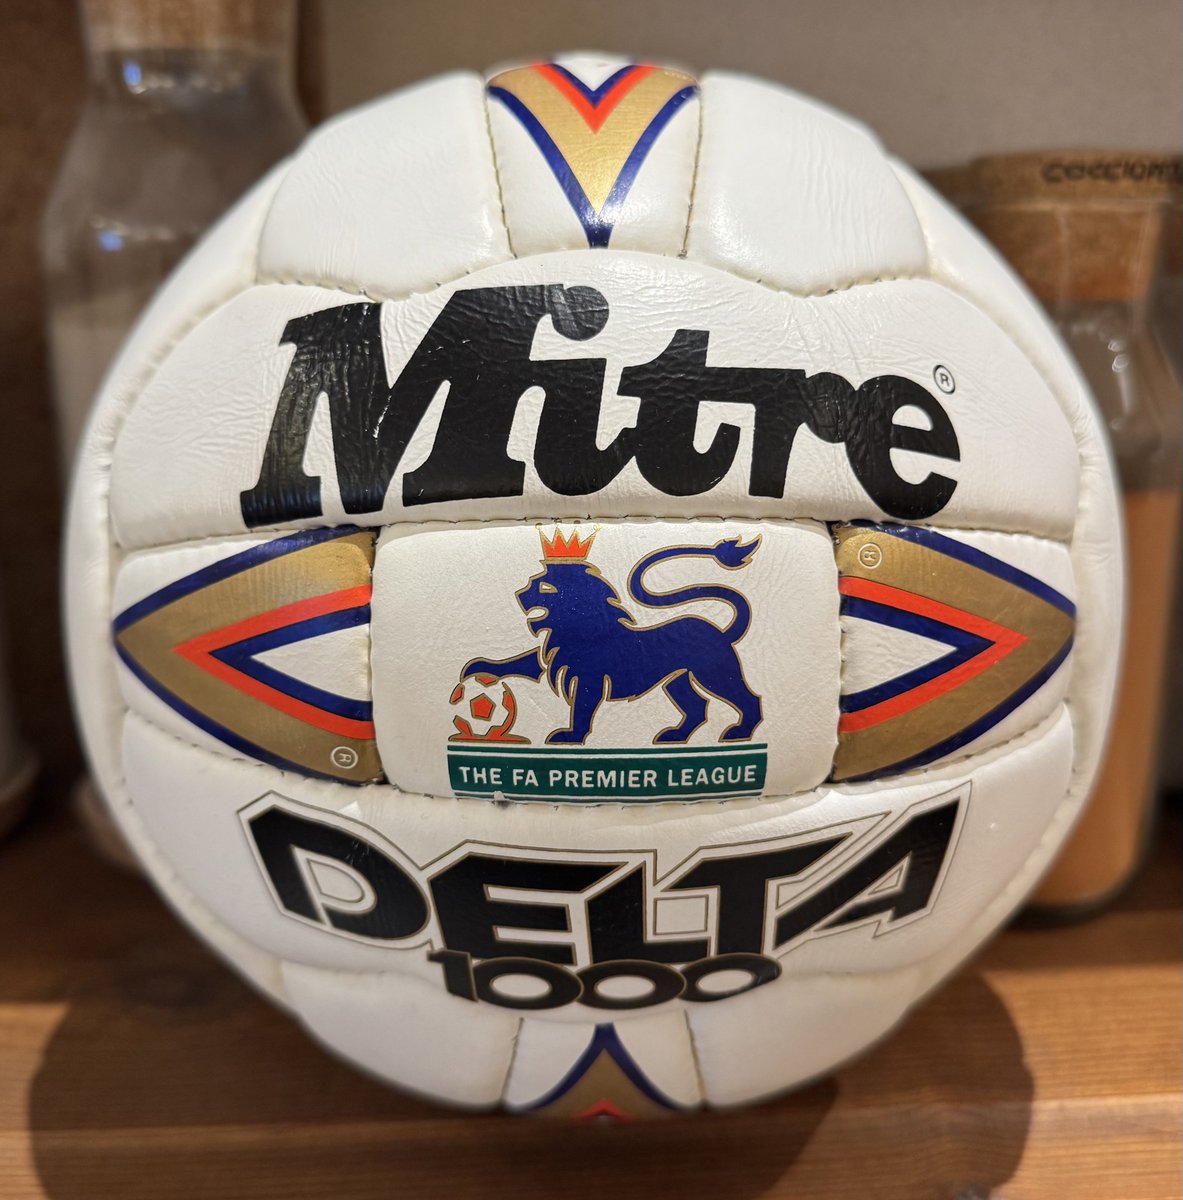 Mitre ®
®
THE FA PREMIER LEAGUE
®
DELTA
1000